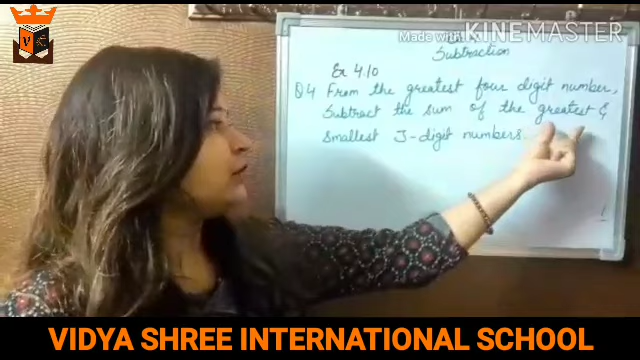 V C
Made with KINEMASTER
Subtraction
Ex 4.10
Q4 From the greatest four digit number,
Subtract the sum of the greatest &
Smallest 3-digit numbers.
VIDYA SHREE INTERNATIONAL SCHOOL